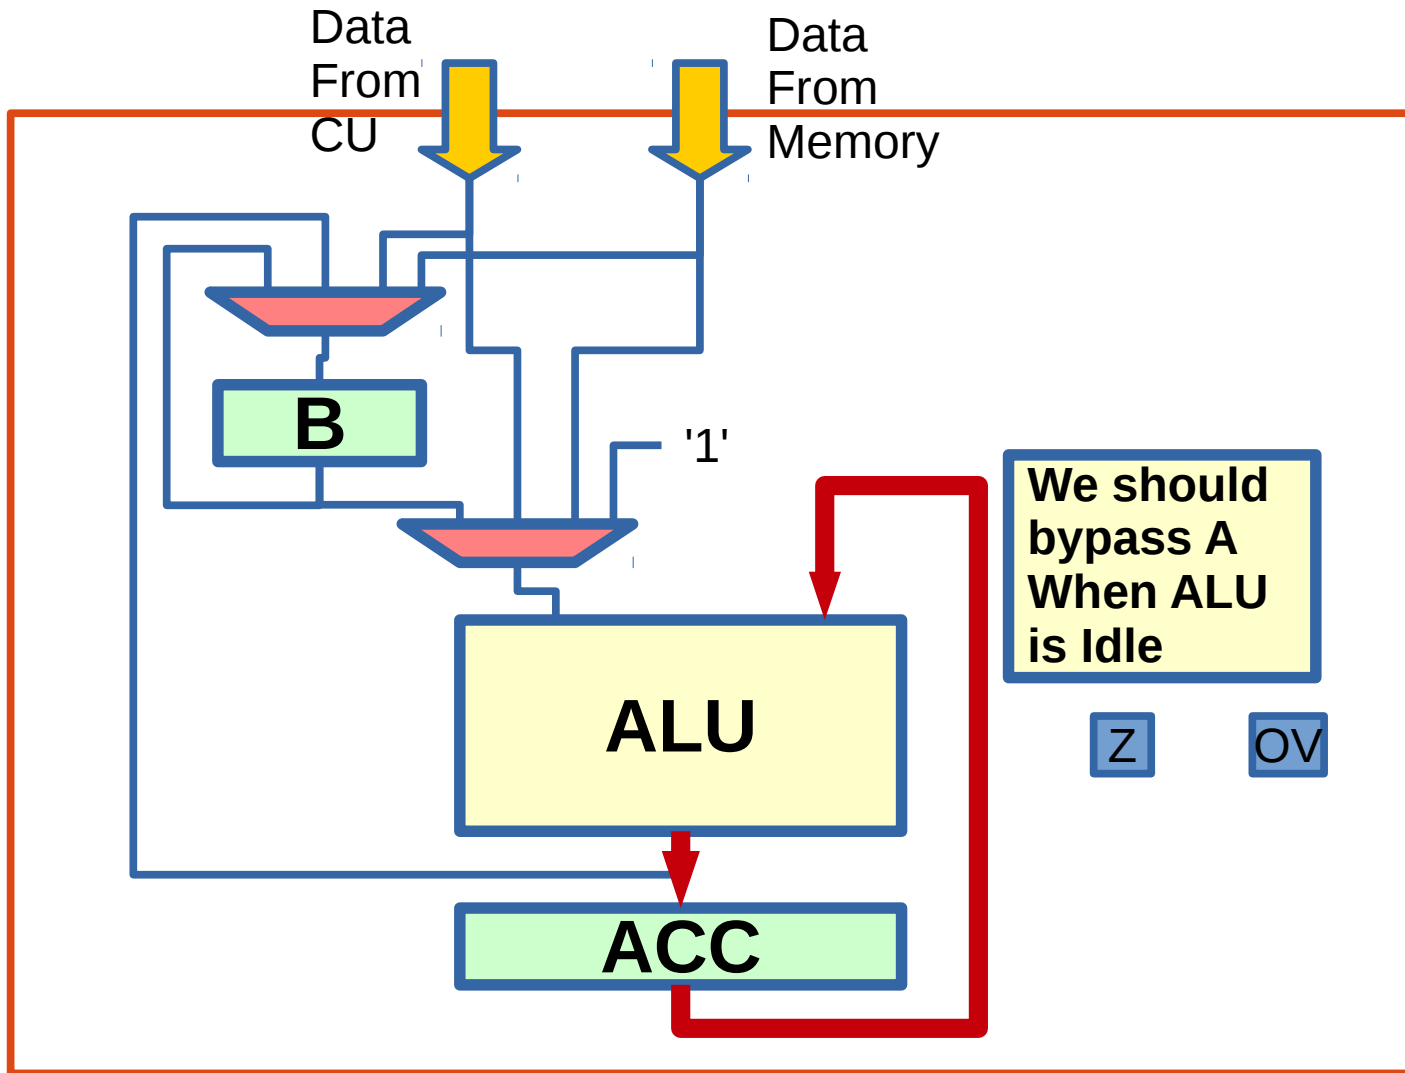 Data
From
CU
Data
From
Memory
B
'1'
We should
bypass A
When ALU
is Idle
ALU
Z
OV
ACC